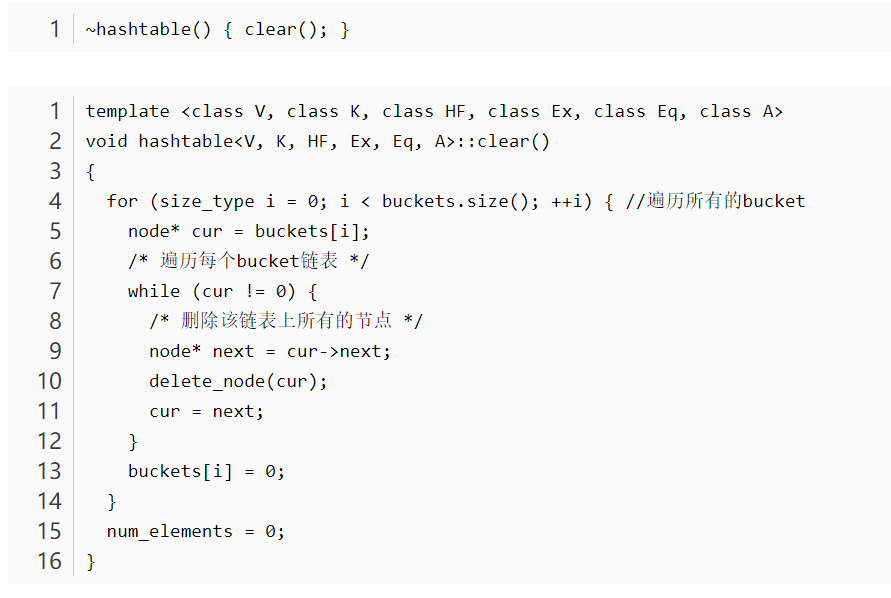 1 ~hashtable() { clear(); }
1 template <class V, class K, class HF, class Ex, class Eq, class A>
2 void hashtable<V, K, HF, Ex, Eq, A>::clear()
3 {
4   for (size_type i = 0; i < buckets.size(); ++i) { //遍历所有的bucket
5     node* cur = buckets[i];
6     /* 遍历每个bucket链表 */
7     while (cur != 0) {
8       /* 删除该链表上所有的节点 */
9       node* next = cur->next;
10       delete_node(cur);
11       cur = next;
12     }
13     buckets[i] = 0;
14   }
15   num_elements = 0;
16 }